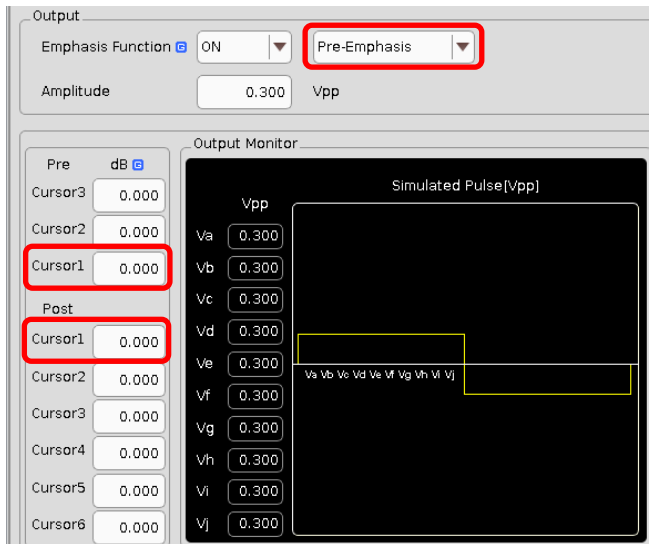 Output
Emphasis Function G ON Pre-Emphasis
Amplitude 0.300 Vpp
Output Monitor
Pre dB G
Cursor3 0.000
Cursor2 0.000
Cursor1 0.000
Post
Cursor1 0.000
Cursor2 0.000
Cursor3 0.000
Cursor4 0.000
Cursor5 0.000
Cursor6 0.000
Simulated Pulse[Vpp]
Vpp
Va 0.300
Vb 0.300
Vc 0.300
Vd 0.300
Ve 0.300
Vf 0.300
Vg 0.300
Vh 0.300
Vi 0.300
Vj 0.300
Va Vb Vc Vd Ve Vf Vg Vh Vi Vj